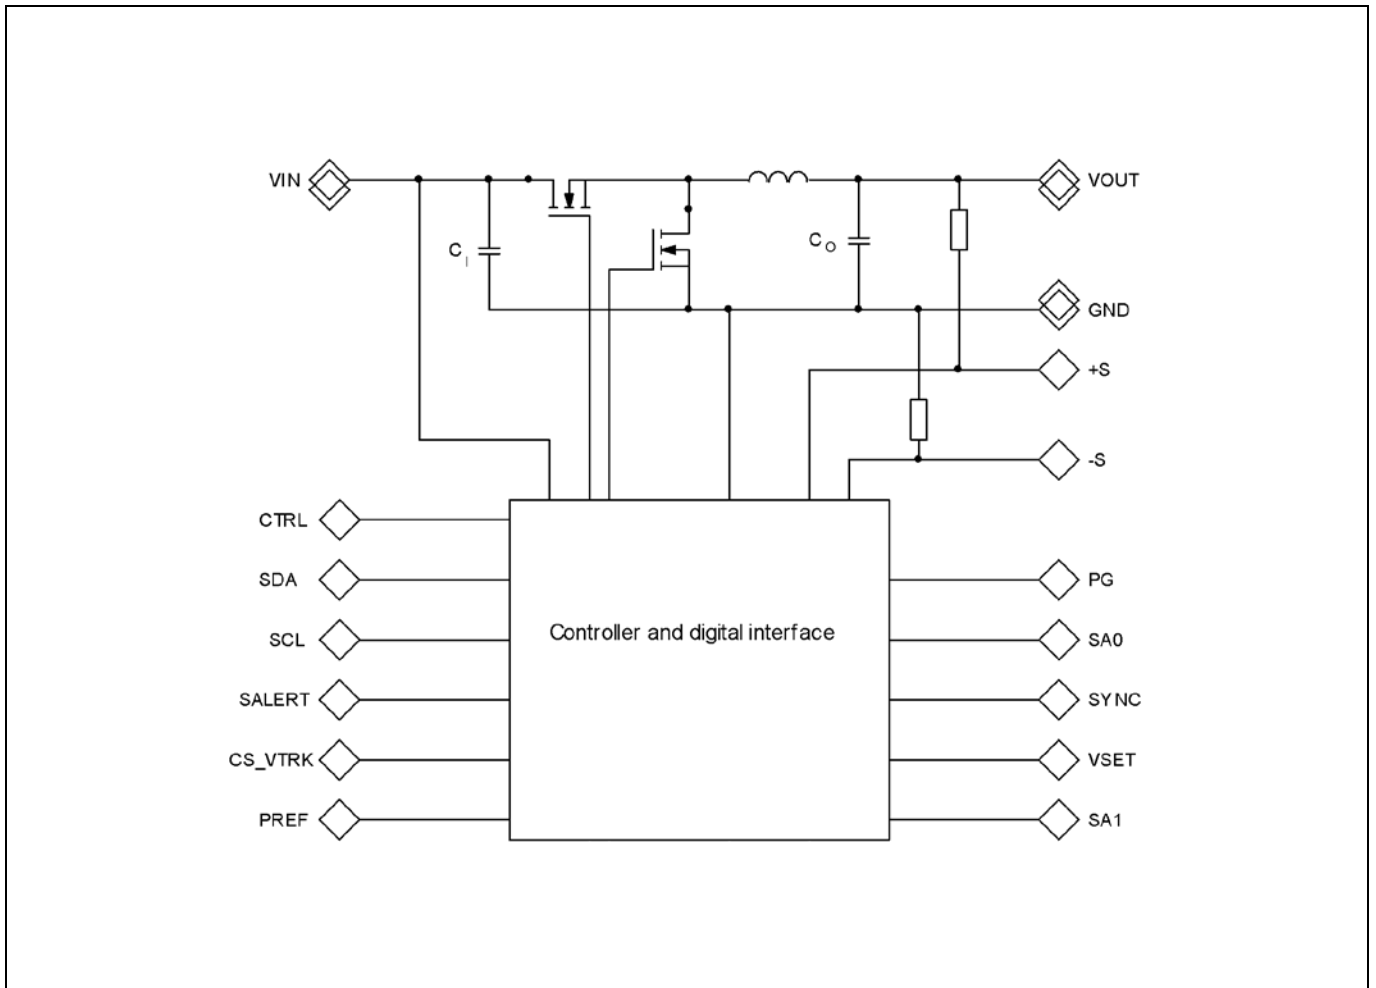 VIN
VOUT
C I
C O
GND
+S
-S
CTRL
SDA
PG
Controller and digital interface
SCL
SA0
SALERT
SYNC
CS_VTRK
VSET
PREF
SA1